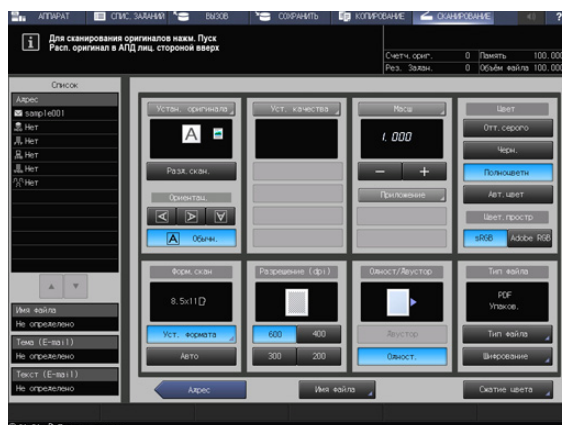 АППАРАТ
СПИС. ЗАДАНИЙ
ВЫЗОВ
СОХРАНИТЬ
КОПИРОВАНИЕ
СКАНИРОВАНИЕ
?
Для сканирования оригиналов нажм. Пуск
Расп. оригинал в АПД лиц. стороной вверх
Счетч. ориг. 0 Память 100.000
Рез. Задан. 0 Объём файла 100.000
Список
Адрес
sample001
Нет
Нет
Нет
Нет
Нет
Имя файла
Не определено
Тема (E-mail)
Не определено
Текст (E-mail)
Не определено
Устан. оригинала
A
Разд. скан.
Ориентац.
A A A
A Обычн.
Уст. качества
Масш
1.000
− +
Приложение
Цвет
Отт.серого
Черн.
Полноцветн
Авт. цвет
Цвет. простр
sRGB Adobe RGB
Форм. скан
8.5x11
Уст. формата
Авто
Разрешение (dpi)
600 400
300 200
Одност/Двустор
Двустор
Одност.
Тип файла
PDF
Упаков.
Тип файла
Шифрование
Адрес
Имя файла
Сжатие цвета